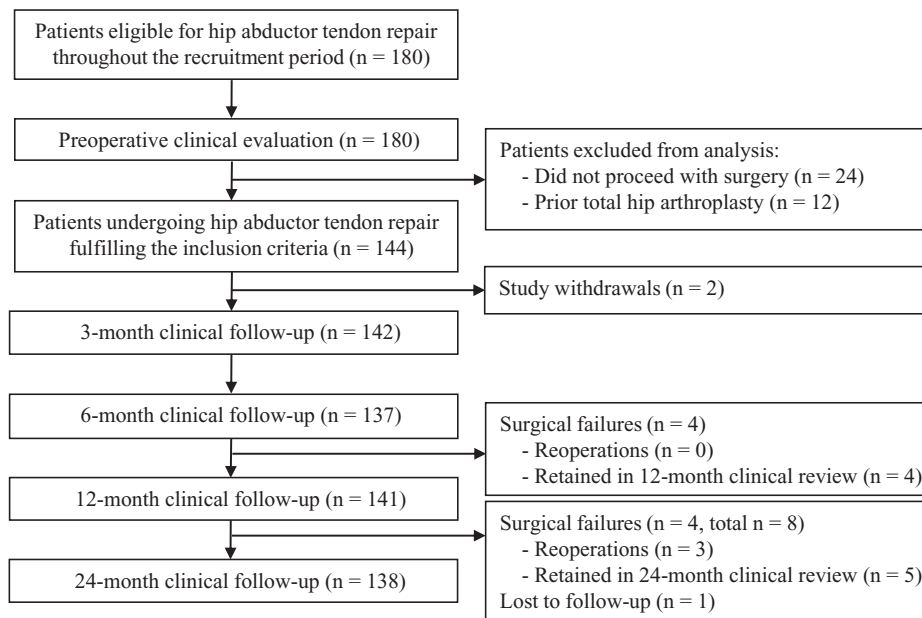 Patients eligible for hip abductor tendon repair
throughout the recruitment period (n = 180)
Preoperative clinical evaluation (n = 180)
Patients excluded from analysis:
- Did not proceed with surgery (n = 24)
- Prior total hip arthroplasty (n = 12)
Patients undergoing hip abductor tendon repair
fulfilling the inclusion criteria (n = 144)
Study withdrawals (n = 2)
3-month clinical follow-up (n = 142)
6-month clinical follow-up (n = 137)
Surgical failures (n = 4)
- Reoperations (n = 0)
- Retained in 12-month clinical review (n = 4)
12-month clinical follow-up (n = 141)
Surgical failures (n = 4, total n = 8)
- Reoperations (n = 3)
- Retained in 24-month clinical review (n = 5)
Lost to follow-up (n = 1)
24-month clinical follow-up (n = 138)